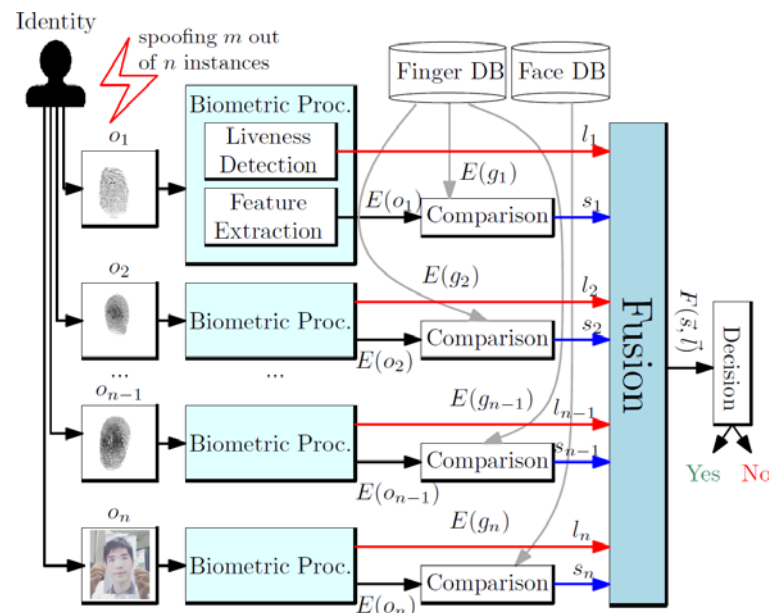 Identity
spoofing m out
of n instances
Finger DB
Face DB
Biometric Proc.
o₁
Liveness
Detection
l₁
E(g₁)
Feature
Extraction
E(o₁)
Comparison
s₁
o₂
E(g₂)
l₂
Biometric Proc.
Comparison
s₂
E(o₂)
...
...
Fusion
F(s⃗, l⃗)
Decision
oₙ₋₁
E(gₙ₋₁)
lₙ₋₁
Biometric Proc.
Comparison
sₙ₋₁
E(oₙ₋₁)
Yes
No
oₙ
E(gₙ)
lₙ
Biometric Proc.
Comparison
sₙ
E(oₙ)